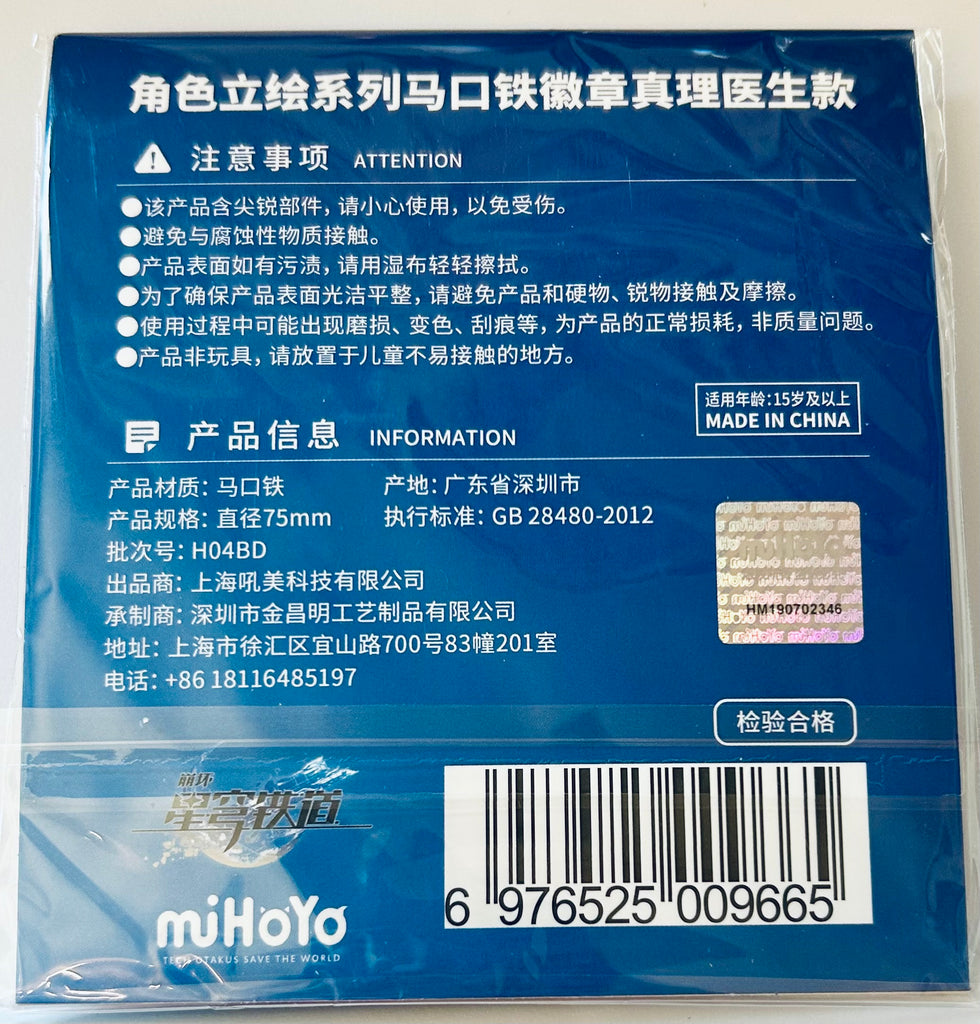 角色立绘系列马口铁徽章真理医生款
注意事项 ATTENTION
●该产品含尖锐部件，请小心使用，以免受伤。
●避免与腐蚀性物质接触。
●产品表面如有污渍，请用湿布轻轻擦拭。
●为了确保产品表面光洁平整，请避免产品和硬物、锐物接触及摩擦。
●使用过程中可能出现磨损、变色、刮痕等，为产品的正常损耗，非质量问题。
●产品非玩具，请放置于儿童不易接触的地方。
适用年龄：15岁及以上
MADE IN CHINA
产品信息 INFORMATION
产品材质：马口铁 产地：广东省深圳市
产品规格：直径75mm 执行标准：GB 28480-2012
批次号：H04BD
出品商：上海吼美科技有限公司
承制商：深圳市金昌明工艺制品有限公司
地址：上海市徐汇区宜山路700号83幢201室
电话：+86 18116485197
miHoYo
HM190702346
检验合格
崩坏
星穹铁道
miHoYo
TECH OTAKUS SAVE THE WORLD
6 976525 009665